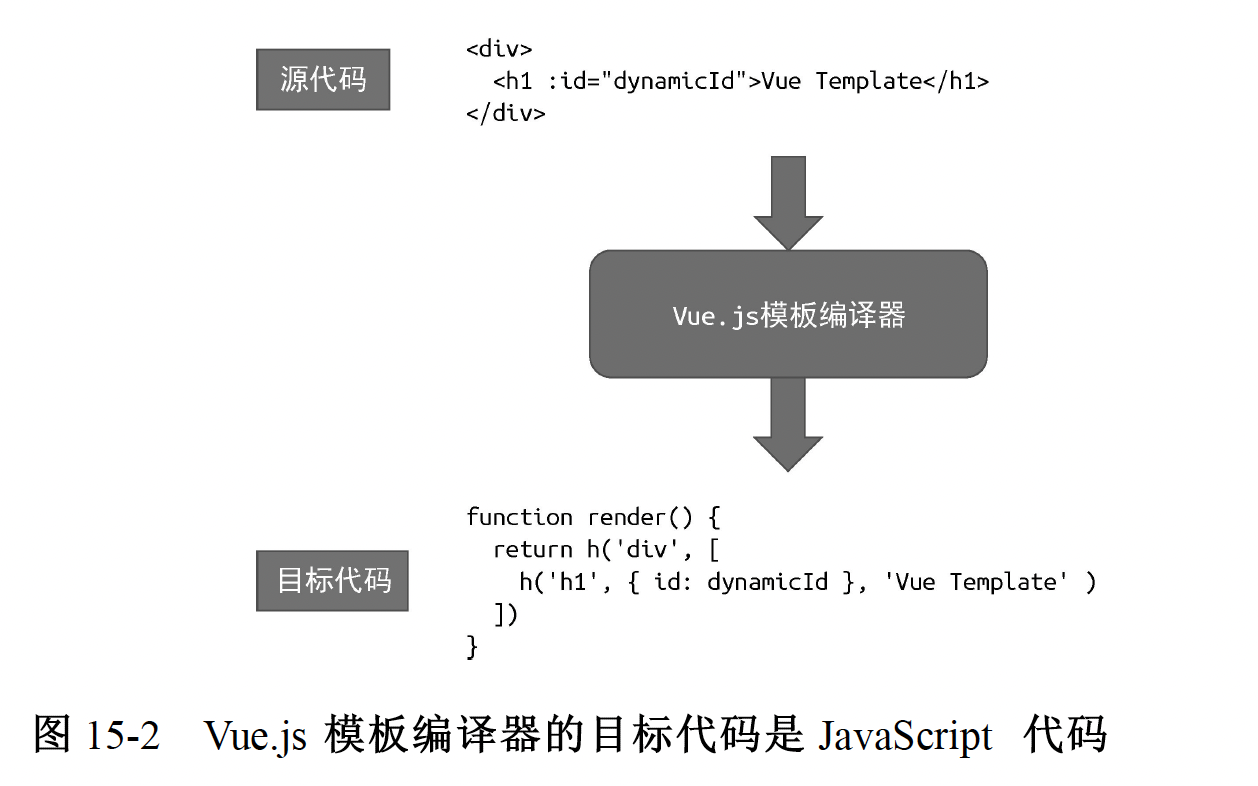 源代码
<div>
  <h1 :id="dynamicId">Vue Template</h1>
</div>
Vue.js模板编译器
目标代码
function render() {
  return h('div', [
    h('h1', { id: dynamicId }, 'Vue Template' )
  ])
}
图 15-2 Vue.js 模板编译器的目标代码是 JavaScript 代码